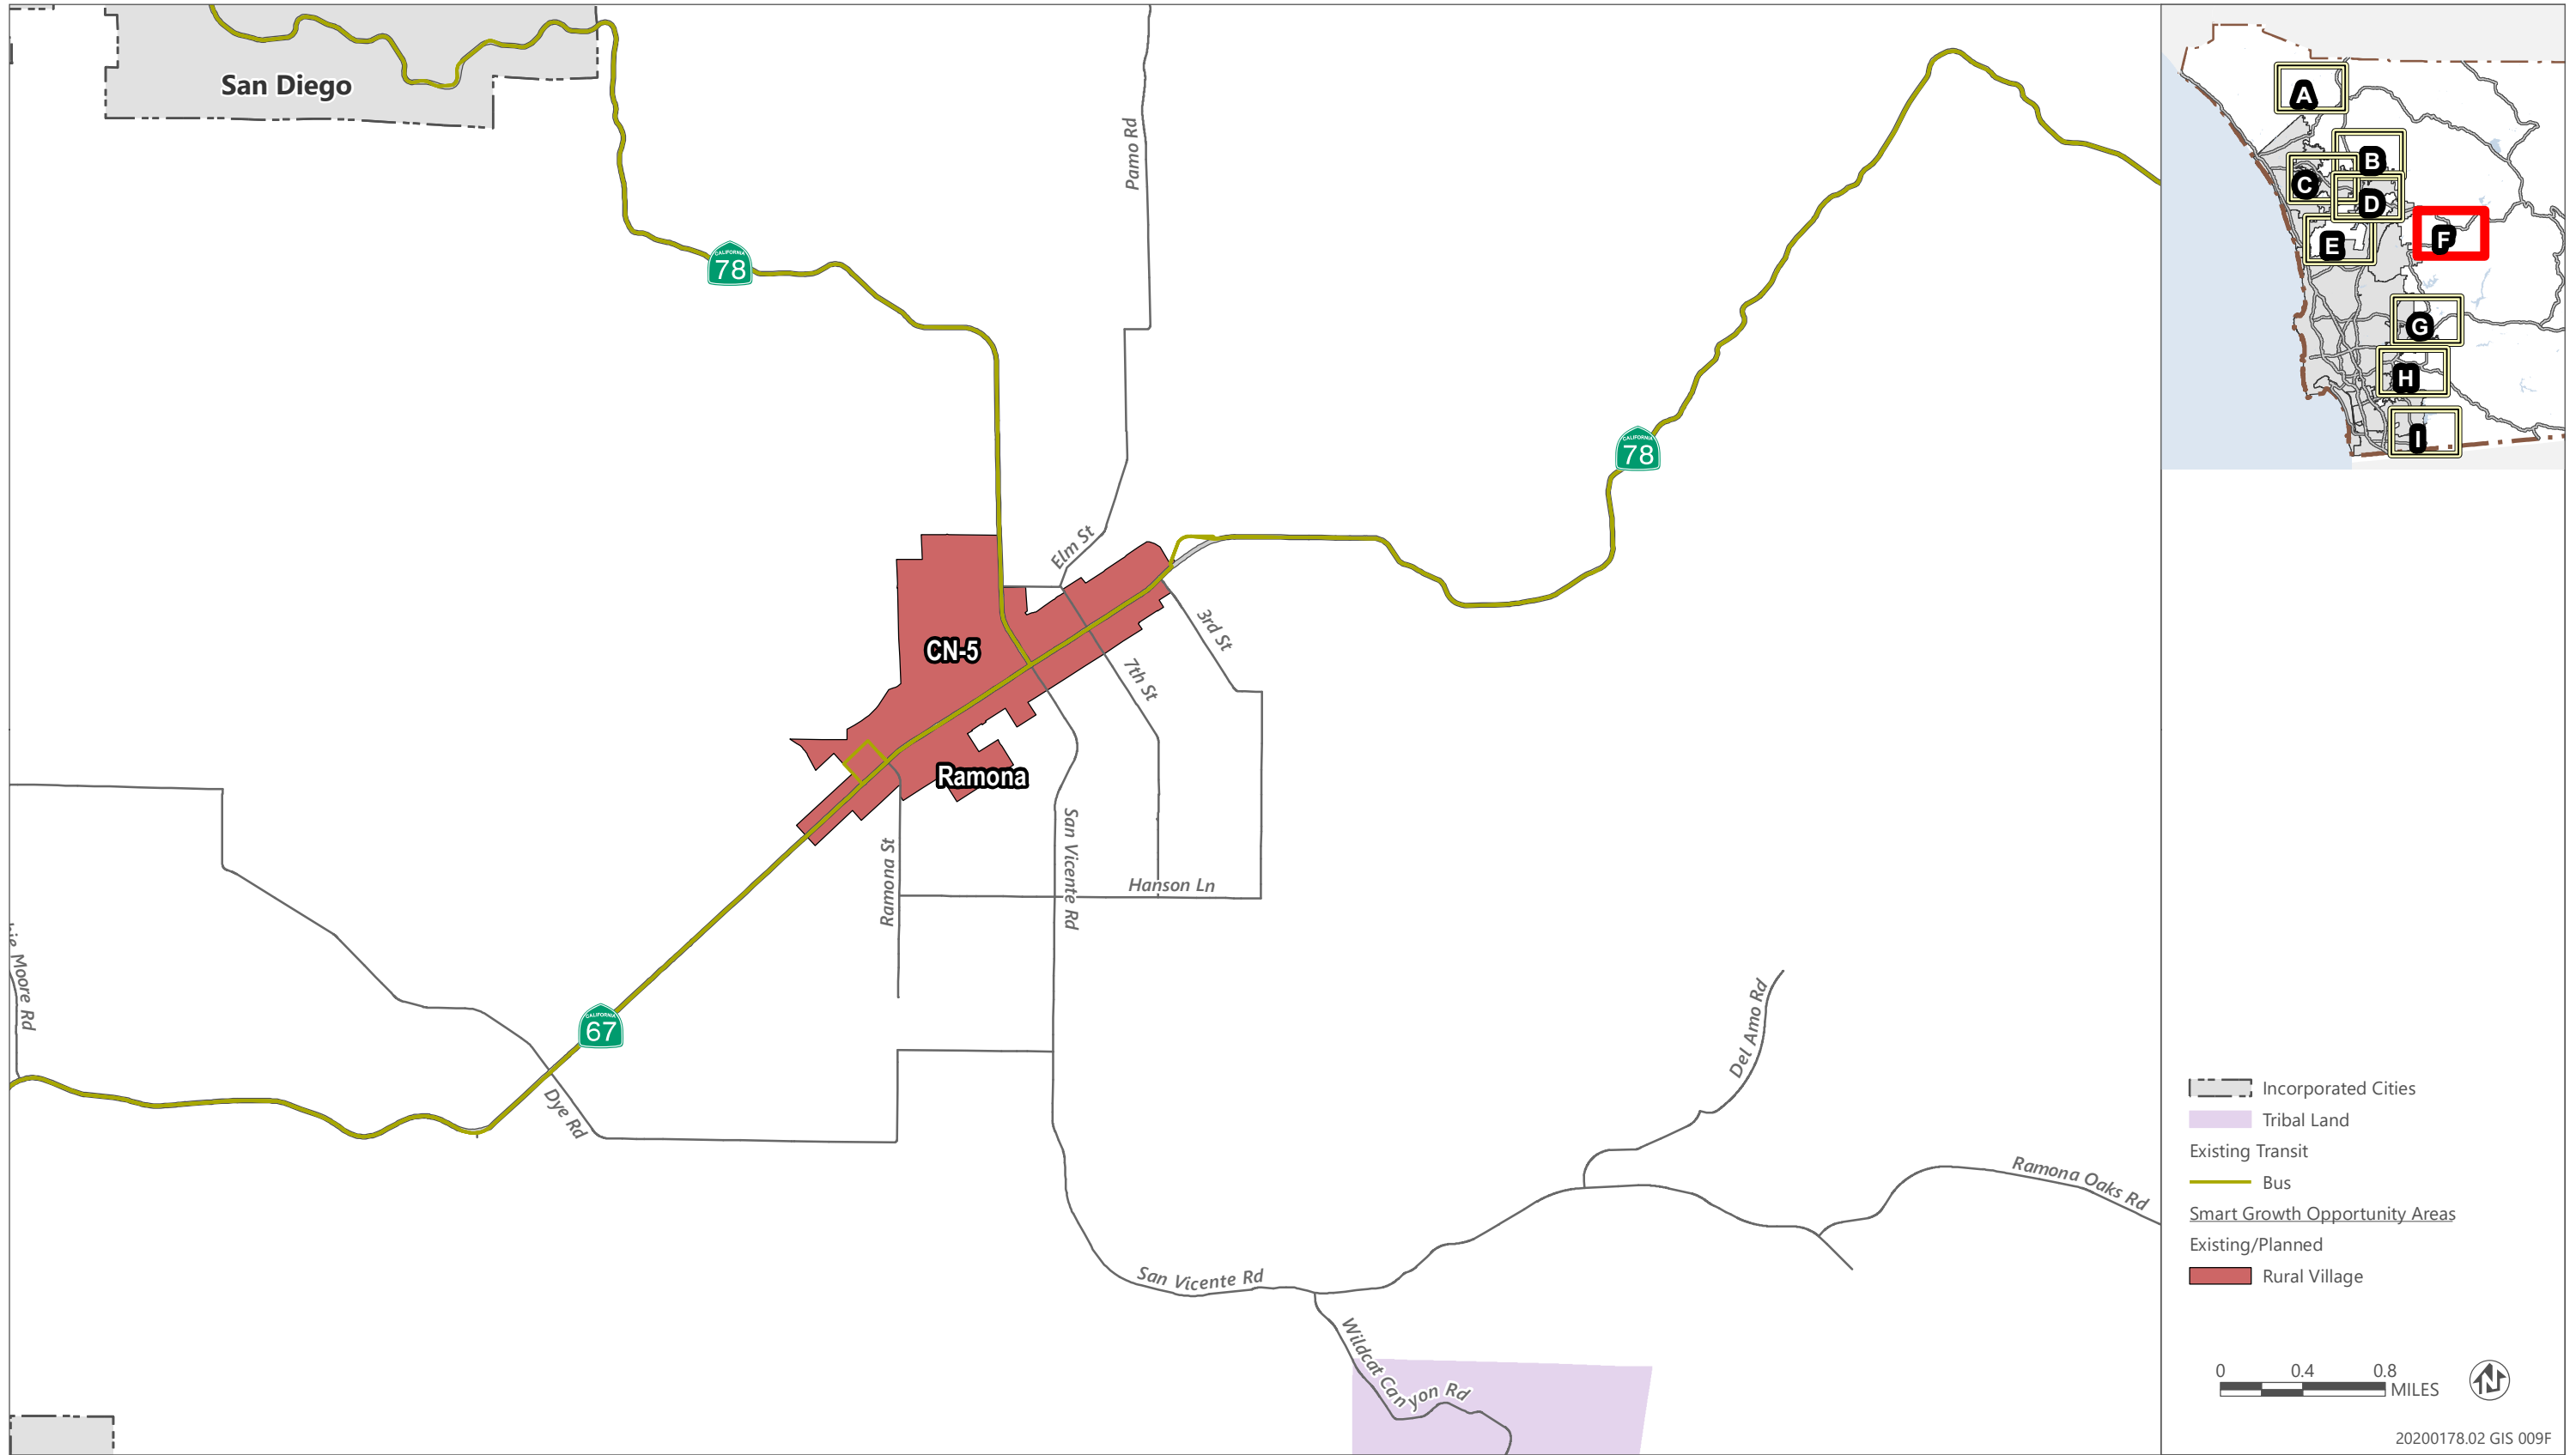 San Diego
Pamo Rd
CALIFORNIA
78
CALIFORNIA
78
Elm St
3rd St
CN-5
7th St
Ramona
Ramona St
San Vicente Rd
Hanson Ln
Moore Rd
CALIFORNIA
67
Dye Rd
Del Amo Rd
Ramona Oaks Rd
San Vicente Rd
Wildcat Canyon Rd
A
B
C
D
E
F
G
H
I
Incorporated Cities
Tribal Land
Existing Transit
Bus
Smart Growth Opportunity Areas
Existing/Planned
Rural Village
0 0.4 0.8
MILES
N
20200178.02 GIS 009F